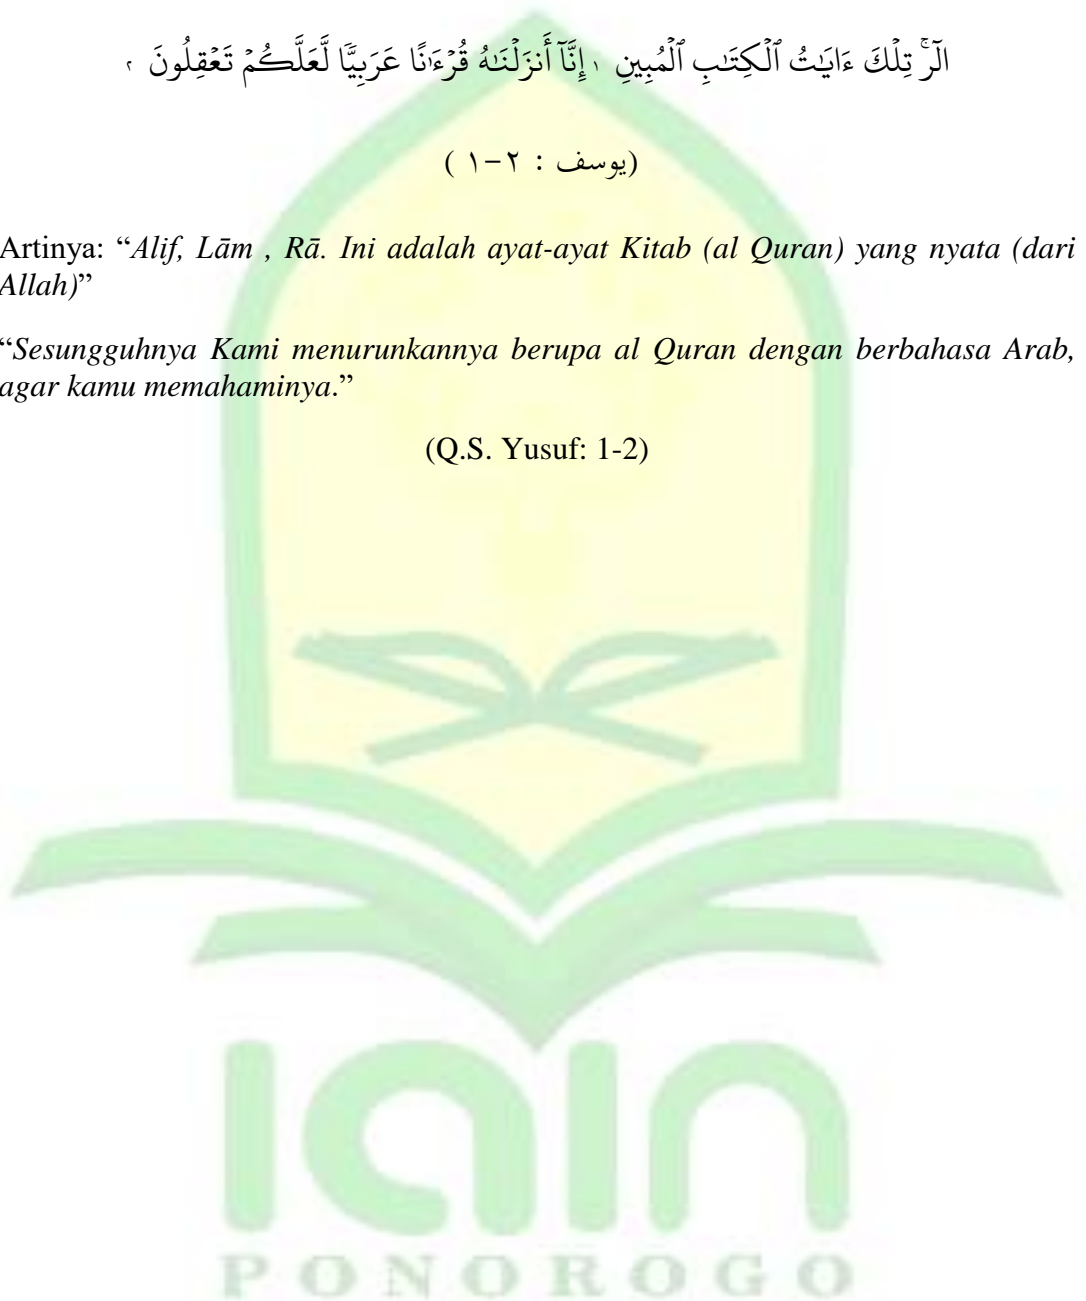 الٓرۚ تِلۡكَ ءَايَٰتُ ٱلۡكِتَٰبِ ٱلۡمُبِينِ ١ إِنَّآ أَنزَلۡنَٰهُ قُرۡءَٰنًا عَرَبِيّٗا لَّعَلَّكُمۡ تَعۡقِلُونَ ٢
(يوسف : ٢-١ )
Artinya: “Alif, Lām , Rā. Ini adalah ayat-ayat Kitab (al Quran) yang nyata (dari
Allah)”
“Sesungguhnya Kami menurunkannya berupa al Quran dengan berbahasa Arab,
agar kamu memahaminya.”
(Q.S. Yusuf: 1-2)
iain
PONOROGO